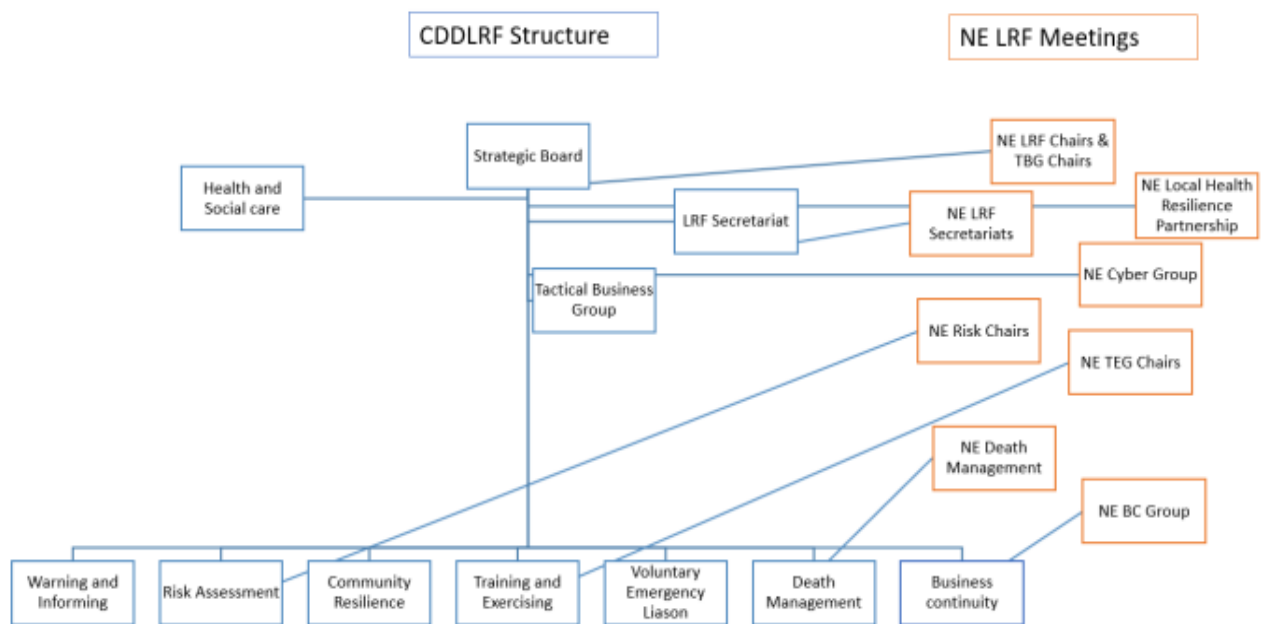 CDDLRF Structure
NE LRF Meetings
Strategic Board
NE LRF Chairs &
TBG Chairs
Health and
Social care
NE Local Health
Resilience
Partnership
LRF Secretariat
NE LRF
Secretariats
NE Cyber Group
Tactical Business
Group
NE Risk Chairs
NE TEG Chairs
NE Death
Management
NE BC Group
Warning and
Informing
Risk Assessment
Community
Resilience
Training and
Exercising
Voluntary
Emergency
Liason
Death
Management
Business
continuity